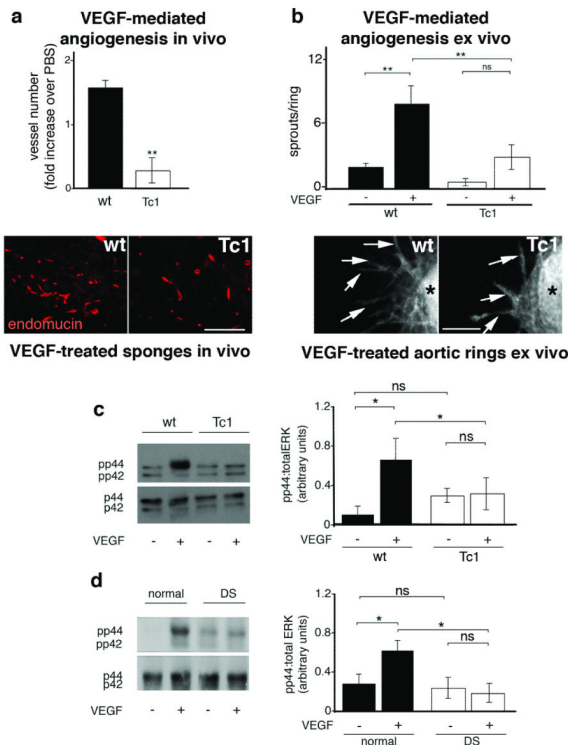 a
VEGF-mediated
angiogenesis in vivo
vessel number
(fold increase over PBS)
2
1
0
**
wt
Tc1
b
VEGF-mediated
angiogenesis ex vivo
sprouts/ring
12
6
0
**
**
ns
VEGF
-
+
-
+
wt
Tc1
wt
Tc1
endomucin
VEGF-treated sponges in vivo
wt
*
Tc1
*
VEGF-treated aortic rings ex vivo
c
wt
Tc1
pp44
pp42
p44
p42
VEGF - + - +
pp44:totalERK
(arbitrary units)
1.2
0.8
0.4
0
ns
*
*
ns
VEGF - + - +
wt
Tc1
d
normal
DS
pp44
pp42
p44
p42
VEGF - + - +
pp44:total ERK
(arbitrary units)
1.2
0.8
0.4
0
ns
*
*
ns
VEGF - + - +
normal
DS